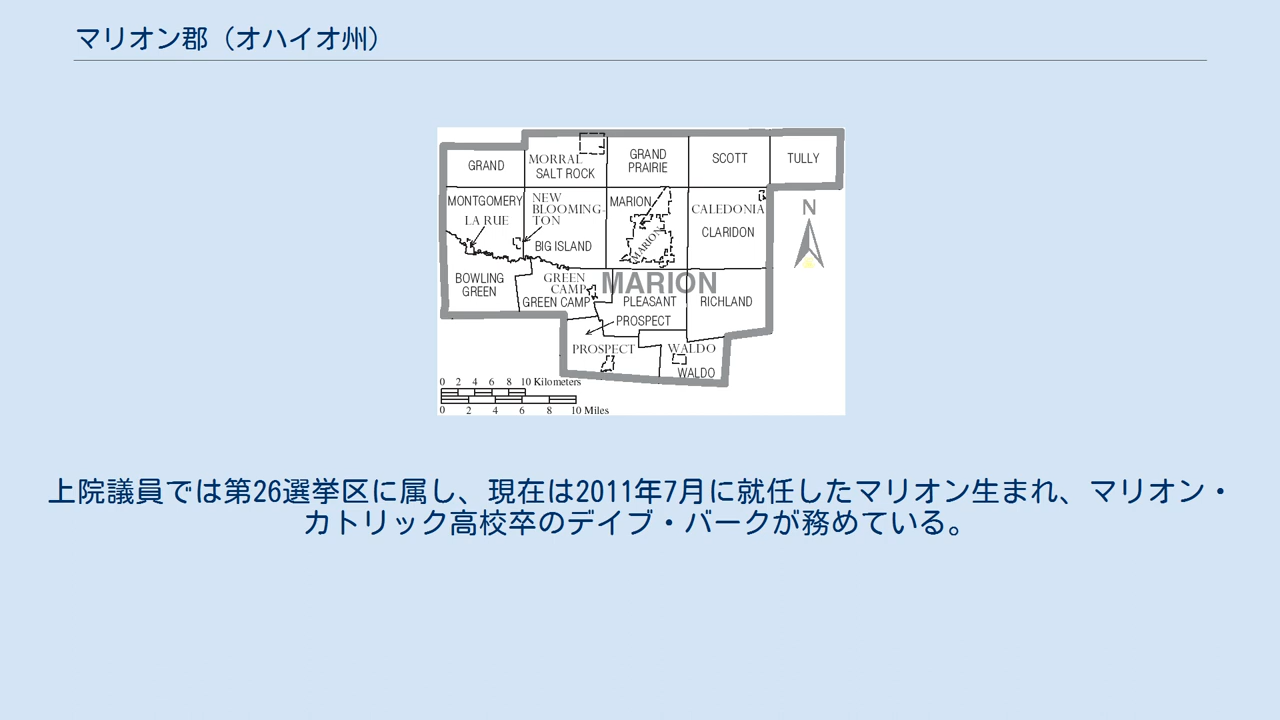 マリオン郡（オハイオ州）
GRAND
MORRAL
SALT ROCK
GRAND
PRAIRIE
SCOTT
TULLY
MONTGOMERY
LA RUE
NEW
BLOOMING-
TON
BIG ISLAND
MARION
MARION
CALEDONIA
CLARIDON
N
BOWLING
GREEN
GREEN
CAMP
GREEN CAMP
MARION
PLEASANT
RICHLAND
PROSPECT
PROSPECT
WALDO
WALDO
0 2 4 6 8 10 Kilometers
0 2 4 6 8 10 Miles
上院議員では第26選挙区に属し、現在は2011年7月に就任したマリオン生まれ、マリオン・
カトリック高校卒のデイブ・バークが務めている。